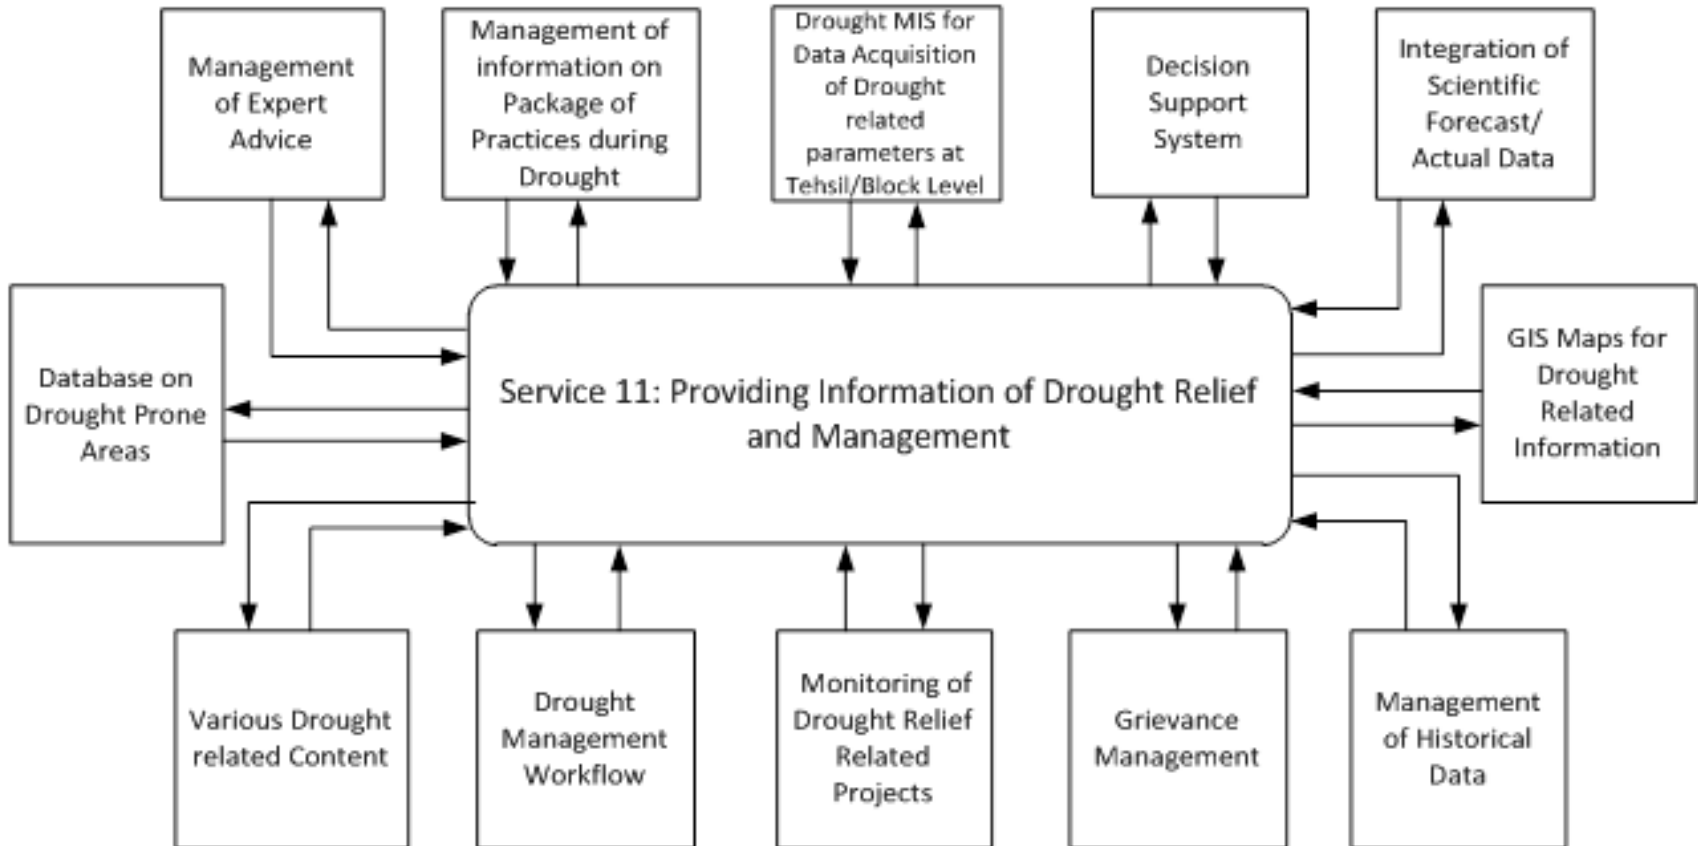 Management
of Expert
Advice
Management of
information on
Package of
Practices during
Drought
Drought MIS for
Data Acquisition
of Drought
related
parameters at
Tehsil/Block Level
Decision
Support
System
Integration of
Scientific
Forecast/
Actual Data
Database on
Drought Prone
Areas
Service 11: Providing Information of Drought Relief
and Management
GIS Maps for
Drought
Related
Information
Various Drought
related Content
Drought
Management
Workflow
Monitoring of
Drought Relief
Related
Projects
Grievance
Management
Management
of Historical
Data